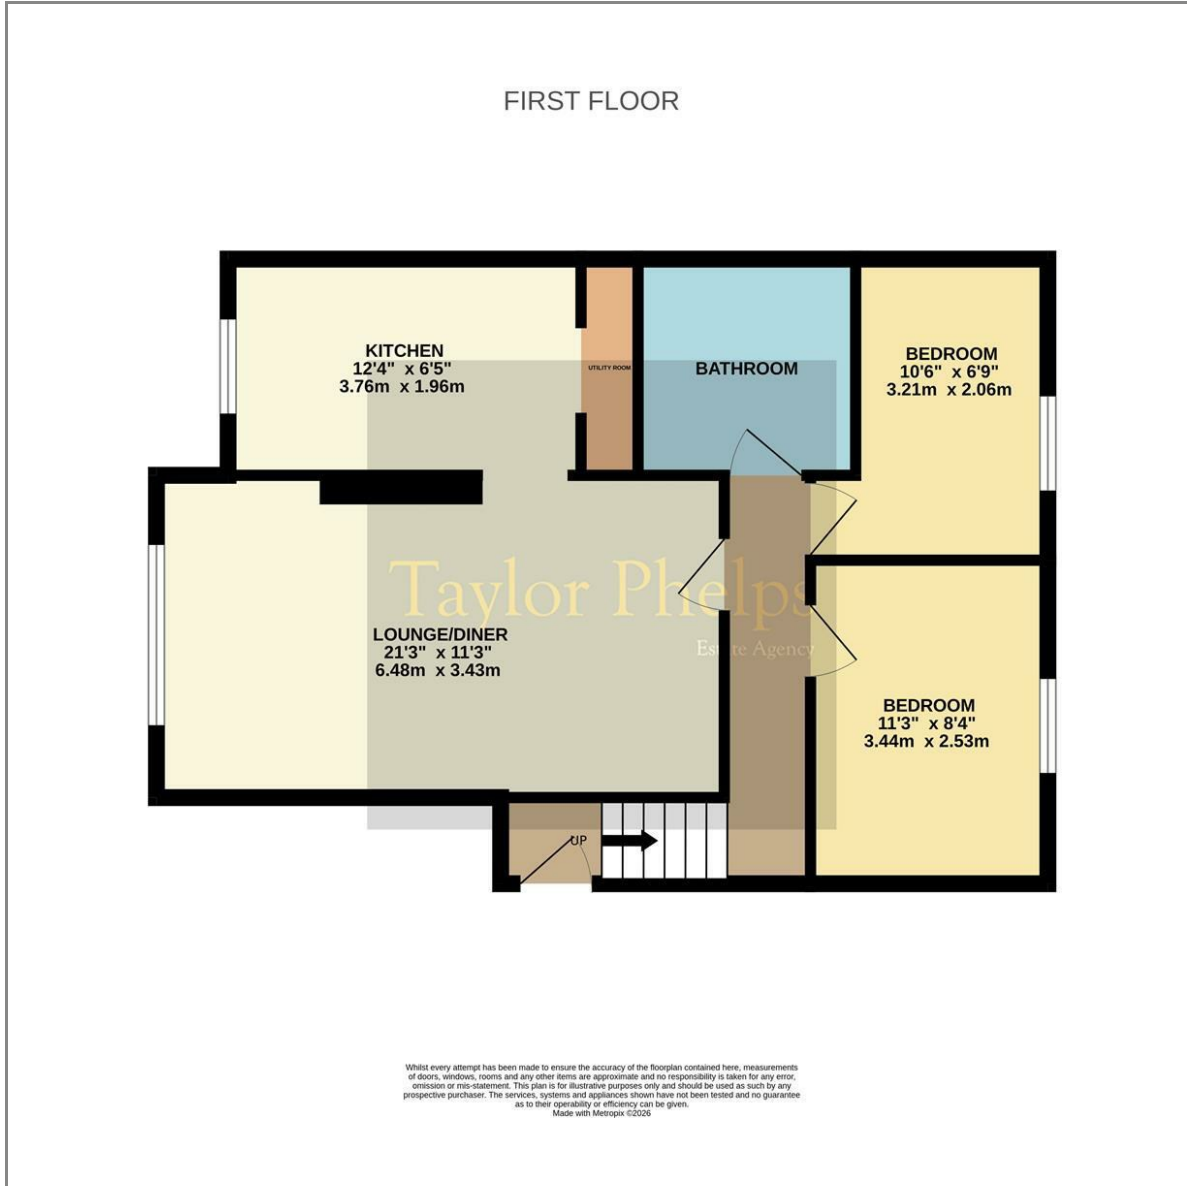 FIRST FLOOR
KITCHEN
12'4" x 6'5"
3.76m x 1.96m
UTILITY ROOM
BATHROOM
BEDROOM
10'6" x 6'9"
3.21m x 2.06m
Taylor Phelps
Estate Agency
LOUNGE/DINER
21'3" x 11'3"
6.48m x 3.43m
BEDROOM
11'3" x 8'4"
3.44m x 2.53m
UP
Whilst every attempt has been made to ensure the accuracy of the floorplan contained here, measurements
of doors, windows, rooms and any other items are approximate and no responsibility is taken for any error,
omission or mis-statement. This plan is for illustrative purposes only and should be used as such by any
prospective purchaser. The services, systems and appliances shown have not been tested and no guarantee
as to their operability or efficiency can be given.
Made with Metropix ©2026